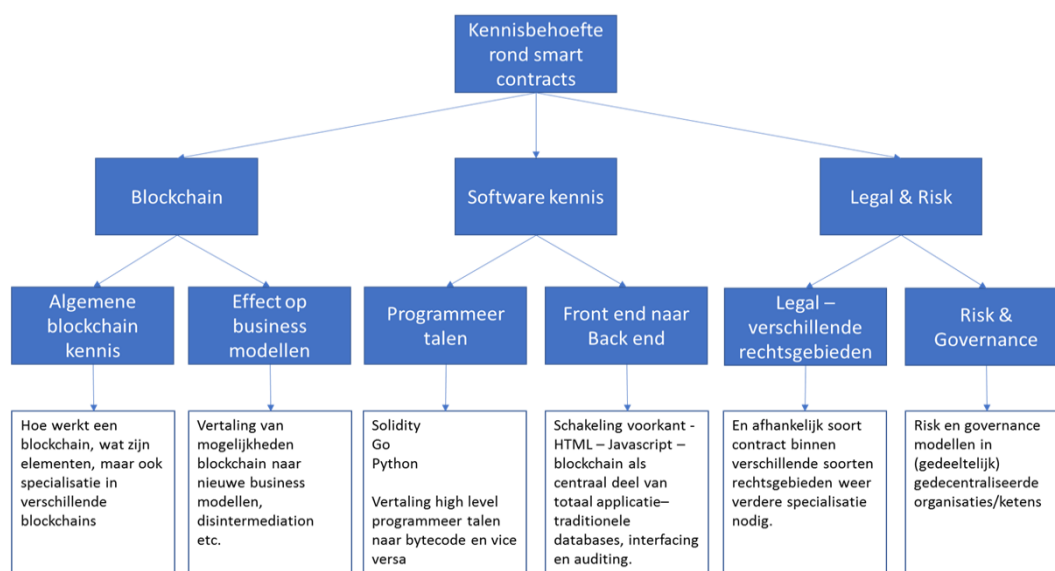 Kennisbehoefte
rond smart
contracts
Blockchain
Software kennis
Legal & Risk
Algemene
blockchain
kennis
Effect op
business
modellen
Programmeer
talen
Front end naar
Back end
Legal –
verschillende
rechtsgebieden
Risk &
Governance
Hoe werkt een
blockchain, wat zijn
elementen, maar ook
specialisatie in
verschillende
blockchains
Vertaling van
mogelijkheden
blockchain naar
nieuwe business
modellen,
disintermediation
etc.
Solidity
Go
Python
Vertaling high level
programmeer talen
naar bytecode en vice
versa
Schakeling voorkant -
HTML – Javascript –
blockchain als
centraal deel van
totaal applicatie–
traditionele
databases, interfacing
en auditing.
En afhankelijk soort
contract binnen
verschillende soorten
rechtsgebieden weer
verdere specialisatie
nodig.
Risk en governance
modellen in
(gedeeltelijk)
gedecentraliseerde
organisaties/ketens